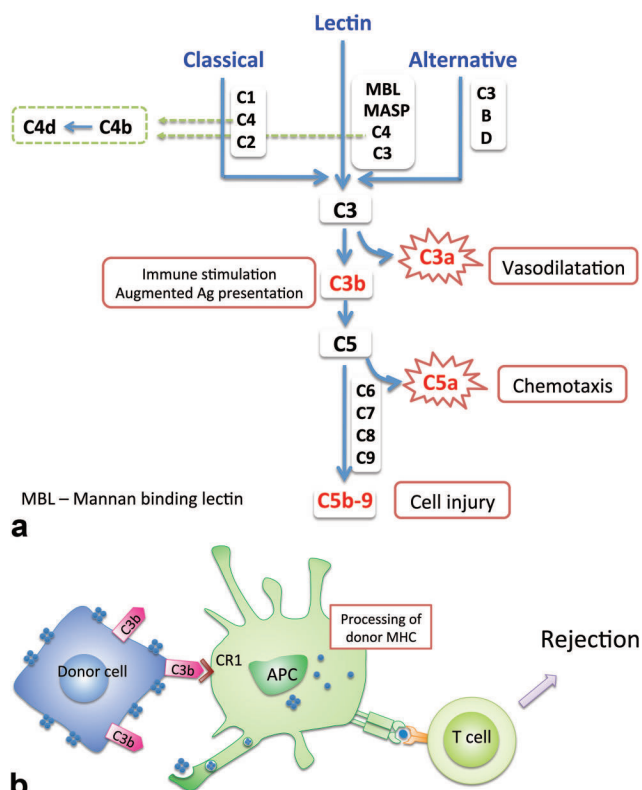 Lectin
Classical
Alternative
C1
C4
C2
MBL
MASP
C4
C3
C3
B
D
C4d
C4b
C3
C3a
Vasodilatation
Immune stimulation
Augmented Ag presentation
C3b
C5
C5a
Chemotaxis
C6
C7
C8
C9
MBL – Mannan binding lectin
C5b-9
Cell injury
a
C3b
Processing of
donor MHC
Rejection
Donor cell
C3b
CR1
APC
C3b
T cell
b